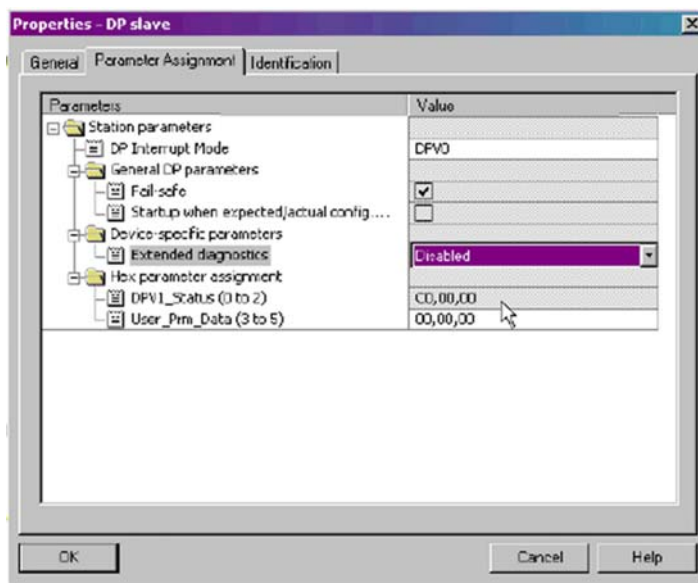 Properties - DP slave
General Parameter Assignment Identification
Parameters Value
Station parameters
DP Interrupt Mode DPV0
General DP parameters
Fail-safe
Startup when expected/actual config....
Device-specific parameters
Extended diagnostics Disabled
Hex parameter assignment
DPV1_Status (0 to 2) C0,00,00
User_Prm_Data (3 to 5) 00,00,00
OK Cancel Help